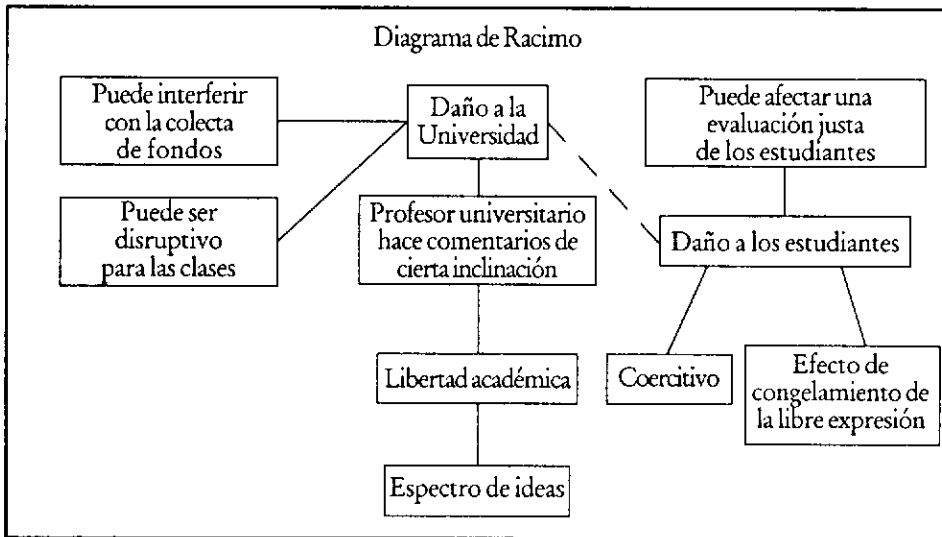 Diagrama de Racimo
Puede interferir
con la colecta
de fondos
Daño a la
Universidad
Puede afectar una
evaluación justa
de los estudiantes
Puede ser
disruptivo
para las clases
Profesor universitario
hace comentarios de
cierta inclinación
Daño a los estudiantes
Libertad académica
Coercitivo
Efecto de
congelamiento de
la libre expresión
Espectro de ideas